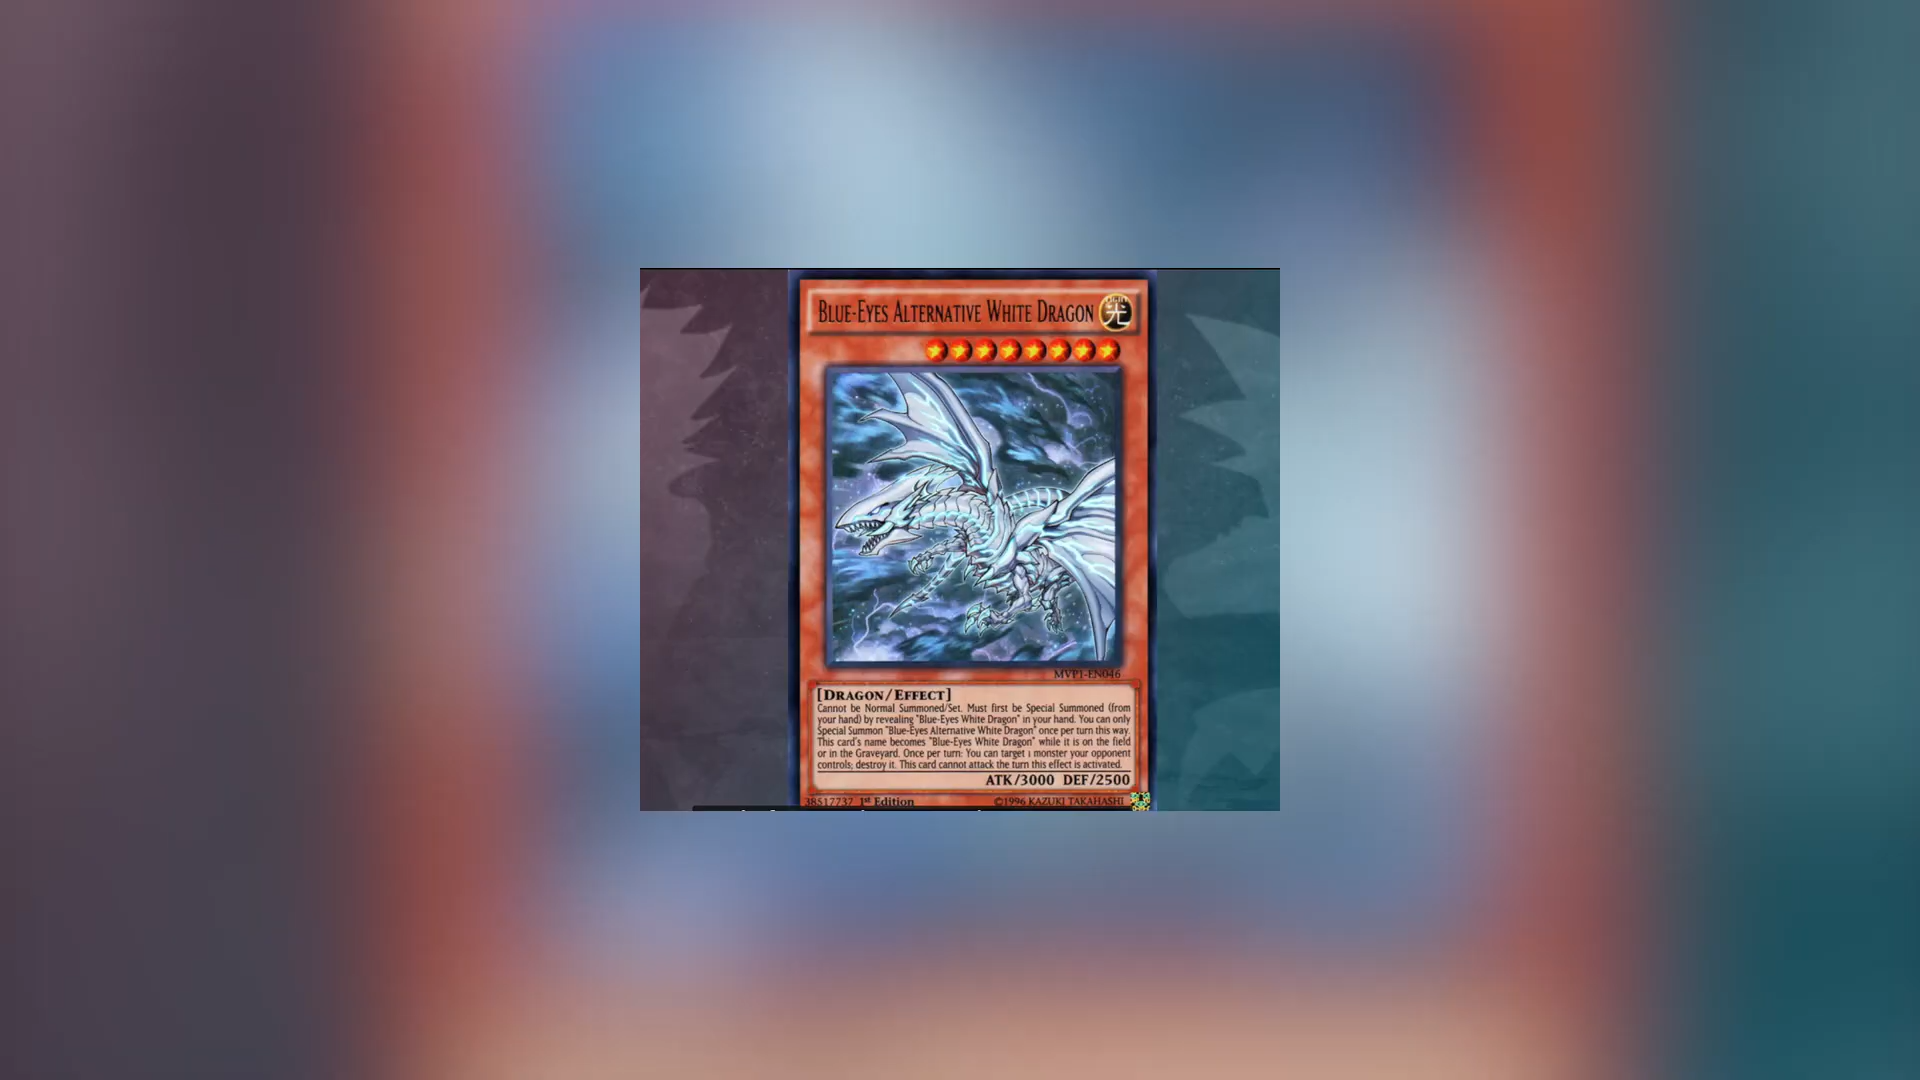 BLUE-EYES ALTERNATIVE WHITE DRAGON
LIGHT
光
MVP1-EN046
[DRAGON/EFFECT]
Cannot be Normal Summoned/Set. Must first be Special Summoned (from
your hand) by revealing "Blue-Eyes White Dragon" in your hand. You can only
Special Summon "Blue-Eyes Alternative White Dragon" once per turn this way.
This card's name becomes "Blue-Eyes White Dragon" while it is on the field
or in the Graveyard. Once per turn: You can target 1 monster your opponent
controls; destroy it. This card cannot attack the turn this effect is activated.
ATK/3000 DEF/2500
38517737 1st Edition ©1996 KAZUKI TAKAHASHI